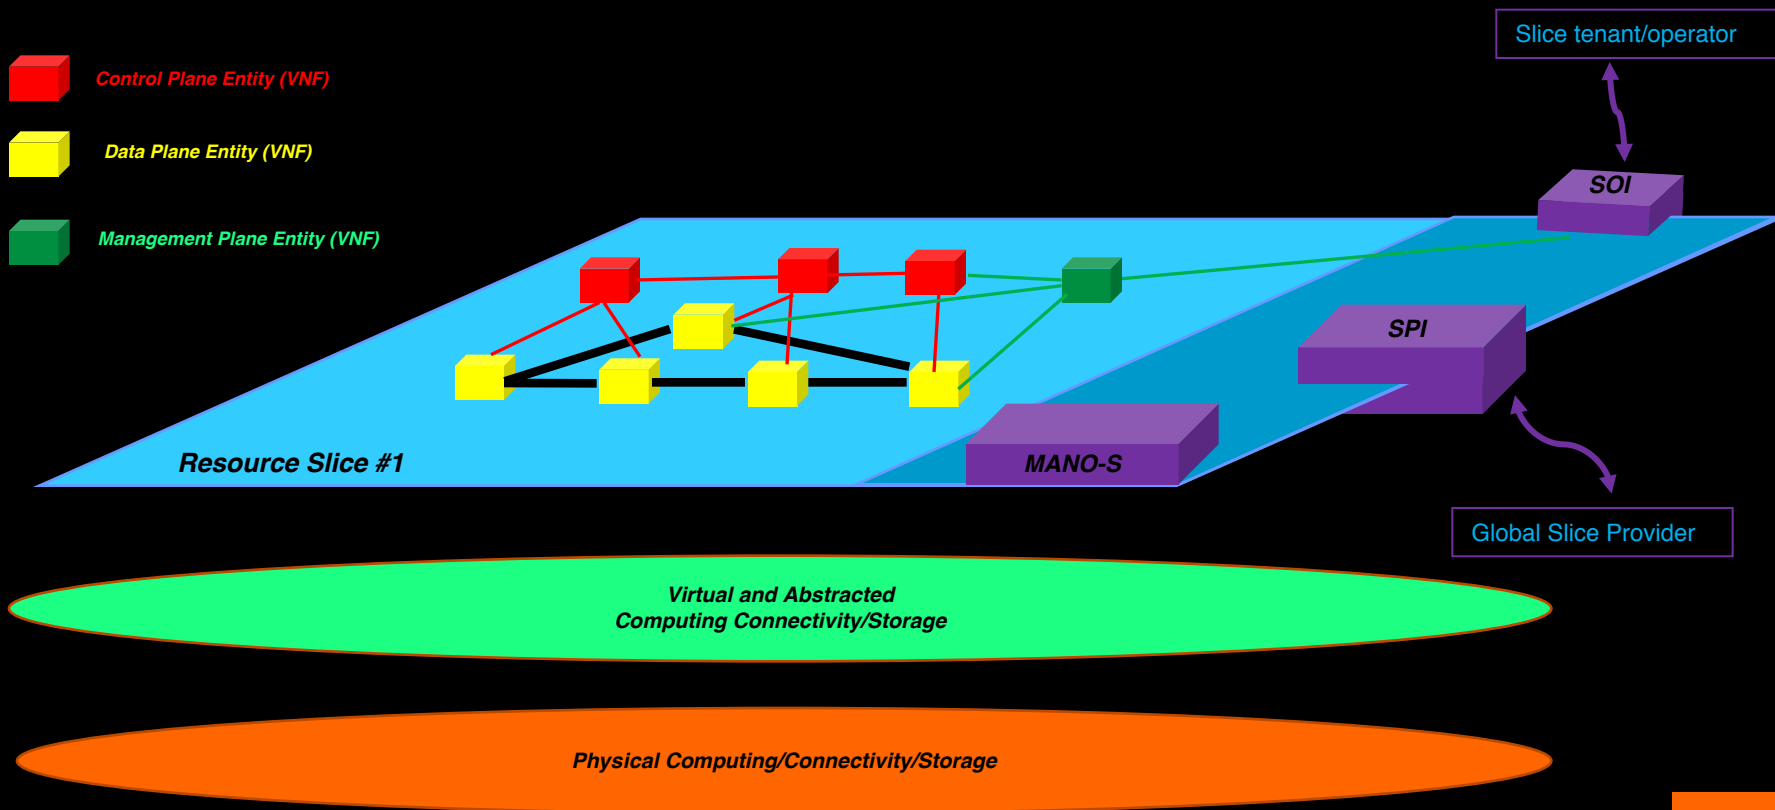 Slice tenant/operator
Control Plane Entity (VNF)
Data Plane Entity (VNF)
SOI
Management Plane Entity (VNF)
SPI
Resource Slice #1
MANO-S
Global Slice Provider
Virtual and Abstracted
Computing Connectivity/Storage
Physical Computing/Connectivity/Storage